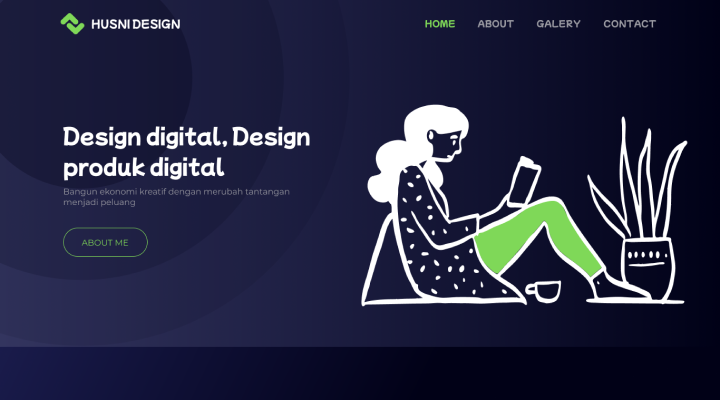 HUSNI DESIGN
HOME ABOUT GALERY CONTACT
Design digital, Design
produk digital
Bangun ekonomi kreatif dengan merubah tantangan
menjadi peluang
ABOUT ME